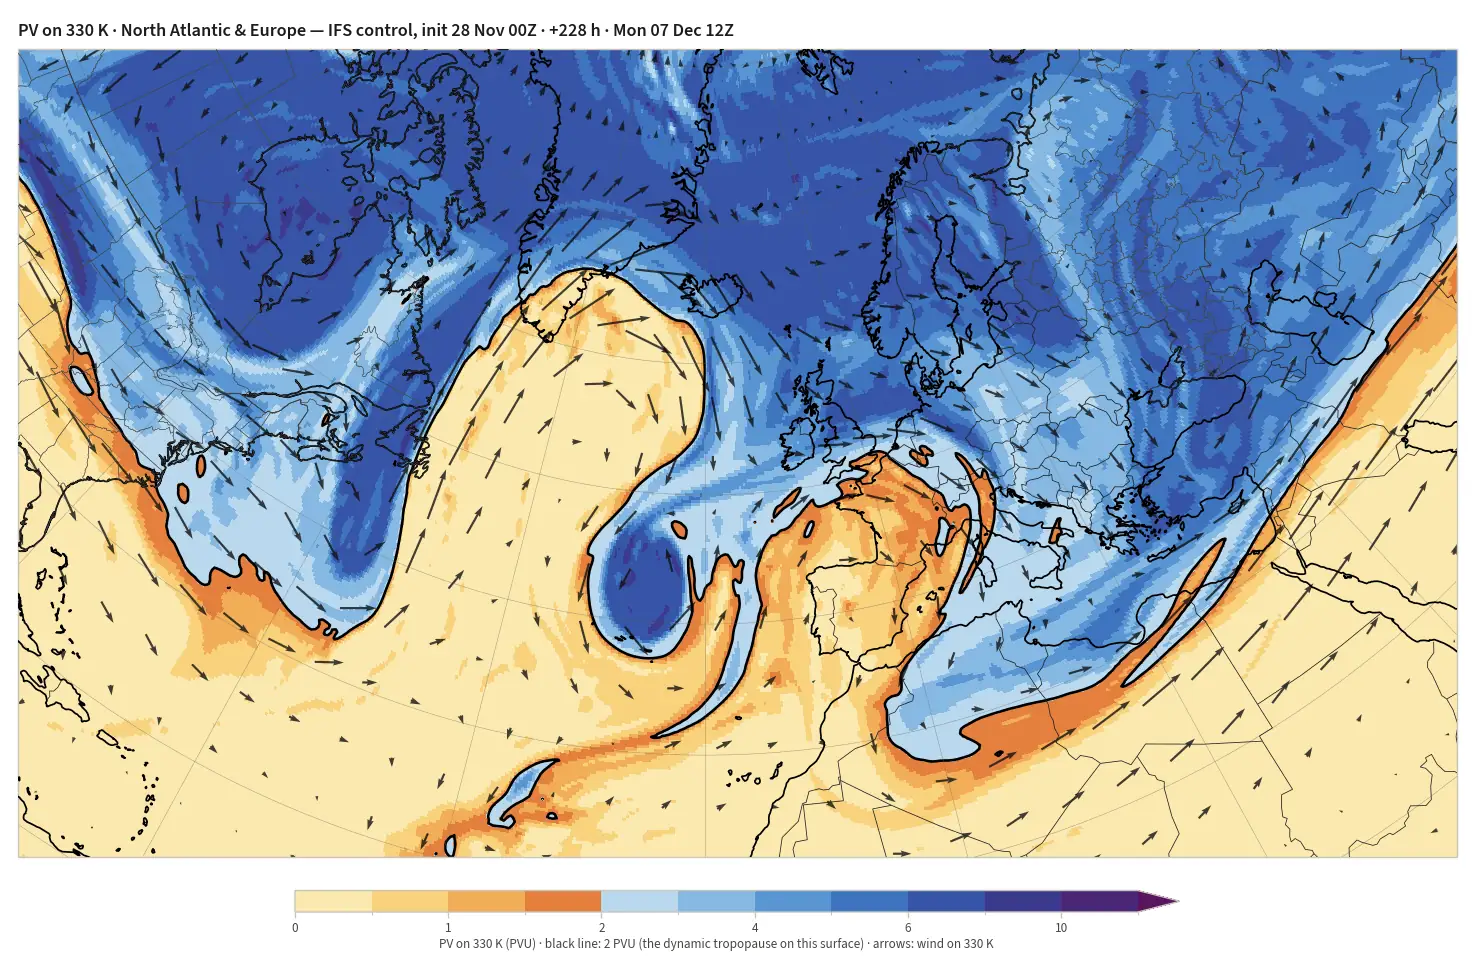 PV on 330 K · North Atlantic & Europe — IFS control, init 28 Nov 00Z · +228 h · Mon 07 Dec 12Z
0 1 2 4 6 10
PV on 330 K (PVU) · black line: 2 PVU (the dynamic tropopause on this surface) · arrows: wind on 330 K